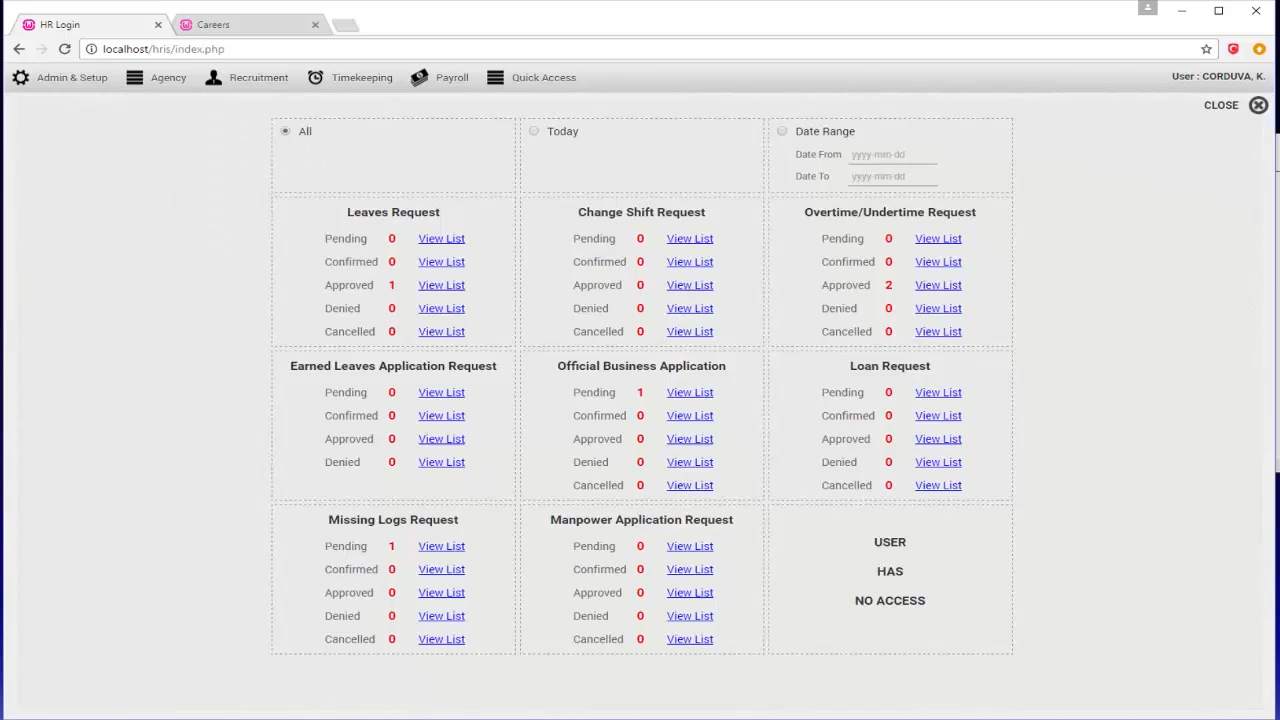 HR Login
Careers
localhost/hris/index.php
Admin & Setup Agency Recruitment Timekeeping Payroll Quick Access User : CORDUVA, K.
CLOSE
All
Today
Date Range
Date From yyyy-mm-dd
Date To yyyy-mm-dd
Leaves Request
Pending 0 View List
Confirmed 0 View List
Approved 1 View List
Denied 0 View List
Cancelled 0 View List
Change Shift Request
Pending 0 View List
Confirmed 0 View List
Approved 0 View List
Denied 0 View List
Cancelled 0 View List
Overtime/Undertime Request
Pending 0 View List
Confirmed 0 View List
Approved 2 View List
Denied 0 View List
Cancelled 0 View List
Earned Leaves Application Request
Pending 0 View List
Confirmed 0 View List
Approved 0 View List
Denied 0 View List
Official Business Application
Pending 1 View List
Confirmed 0 View List
Approved 0 View List
Denied 0 View List
Cancelled 0 View List
Loan Request
Pending 0 View List
Confirmed 0 View List
Approved 0 View List
Denied 0 View List
Cancelled 0 View List
Missing Logs Request
Pending 1 View List
Confirmed 0 View List
Approved 0 View List
Denied 0 View List
Cancelled 0 View List
Manpower Application Request
Pending 0 View List
Confirmed 0 View List
Approved 0 View List
Denied 0 View List
Cancelled 0 View List
USER
HAS
NO ACCESS